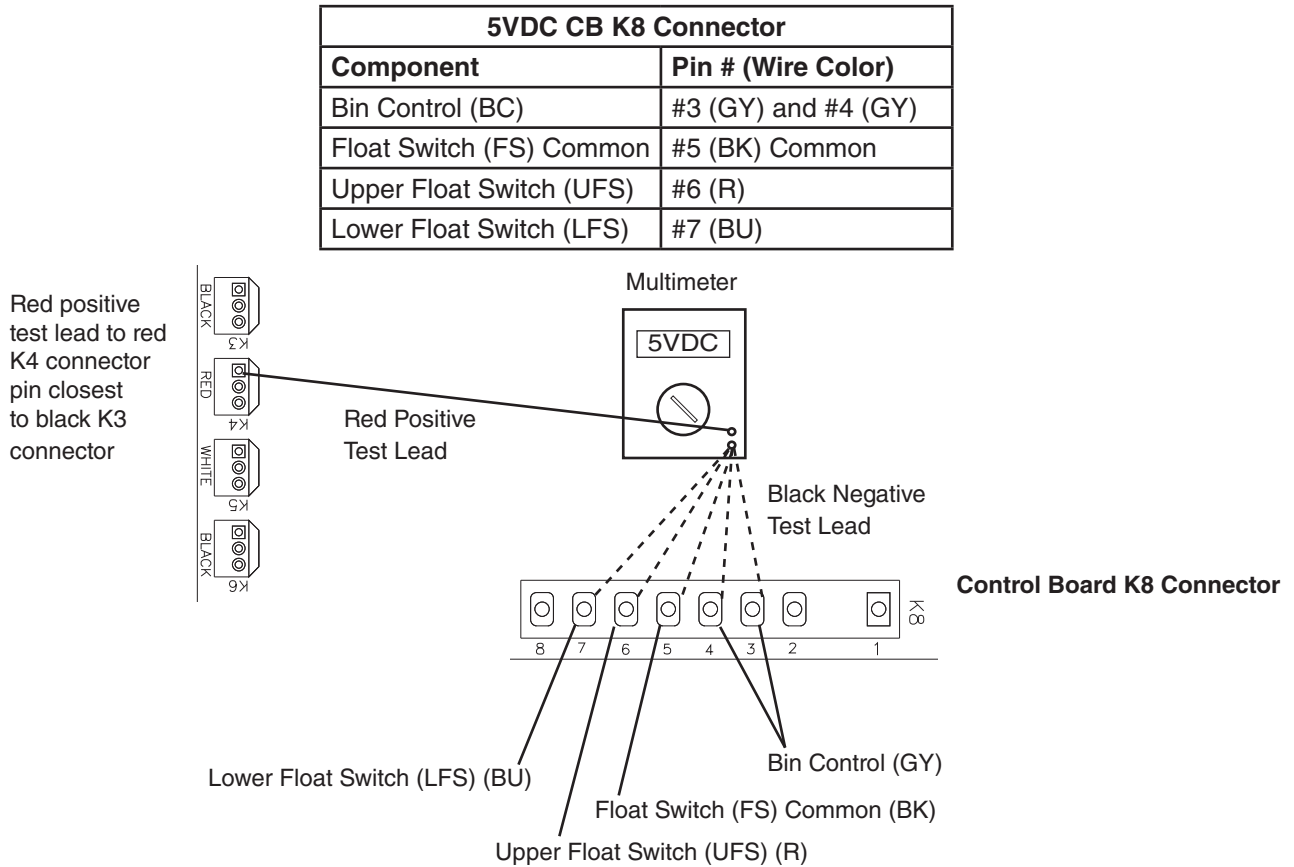 5VDC CB K8 Connector
Component Pin # (Wire Color)
Bin Control (BC) #3 (GY) and #4 (GY)
Float Switch (FS) Common #5 (BK) Common
Upper Float Switch (UFS) #6 (R)
Lower Float Switch (LFS) #7 (BU)
Red positive
test lead to red
K4 connector
pin closest
to black K3
connector
BLACK
K3
RED
K4
WHITE
K5
BLACK
K6
Multimeter
5VDC
Red Positive
Test Lead
Black Negative
Test Lead
Control Board K8 Connector
K8
8 7 6 5 4 3 2 1
Bin Control (GY)
Lower Float Switch (LFS) (BU)
Float Switch (FS) Common (BK)
Upper Float Switch (UFS) (R)